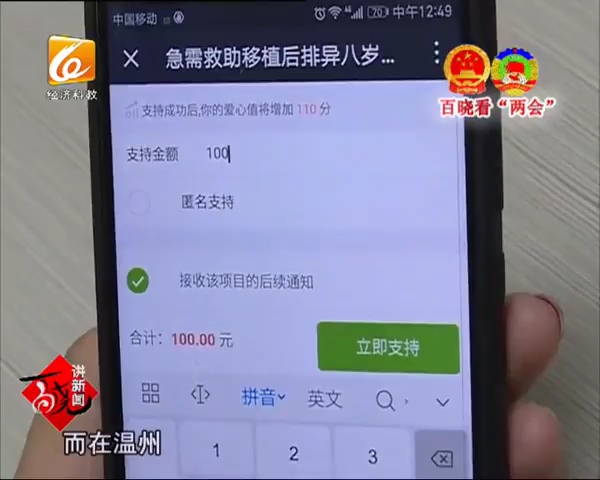 中国移动
70
中午12:49
急需救助移植后排异八岁...
经济科教
百晓看“两会”
支持成功后,你的爱心值将增加 110 分
支持金额 100
匿名支持
接收该项目的后续通知
合计: 100.00 元
立即支持
百晓
讲新闻
拼音
英文
而在温州
1 2 3